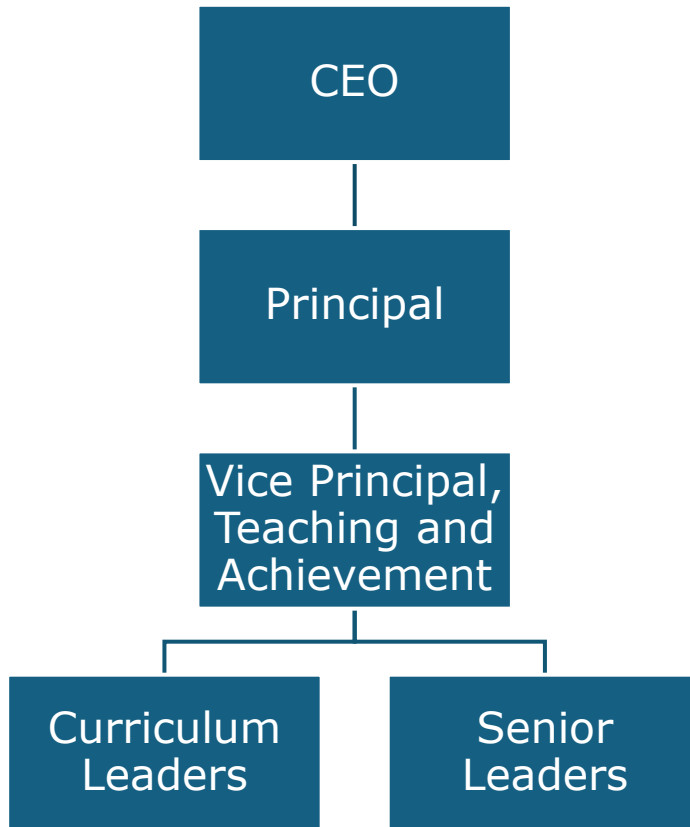 CEO
Principal
Vice Principal,
Teaching and
Achievement
Curriculum
Leaders
Senior
Leaders